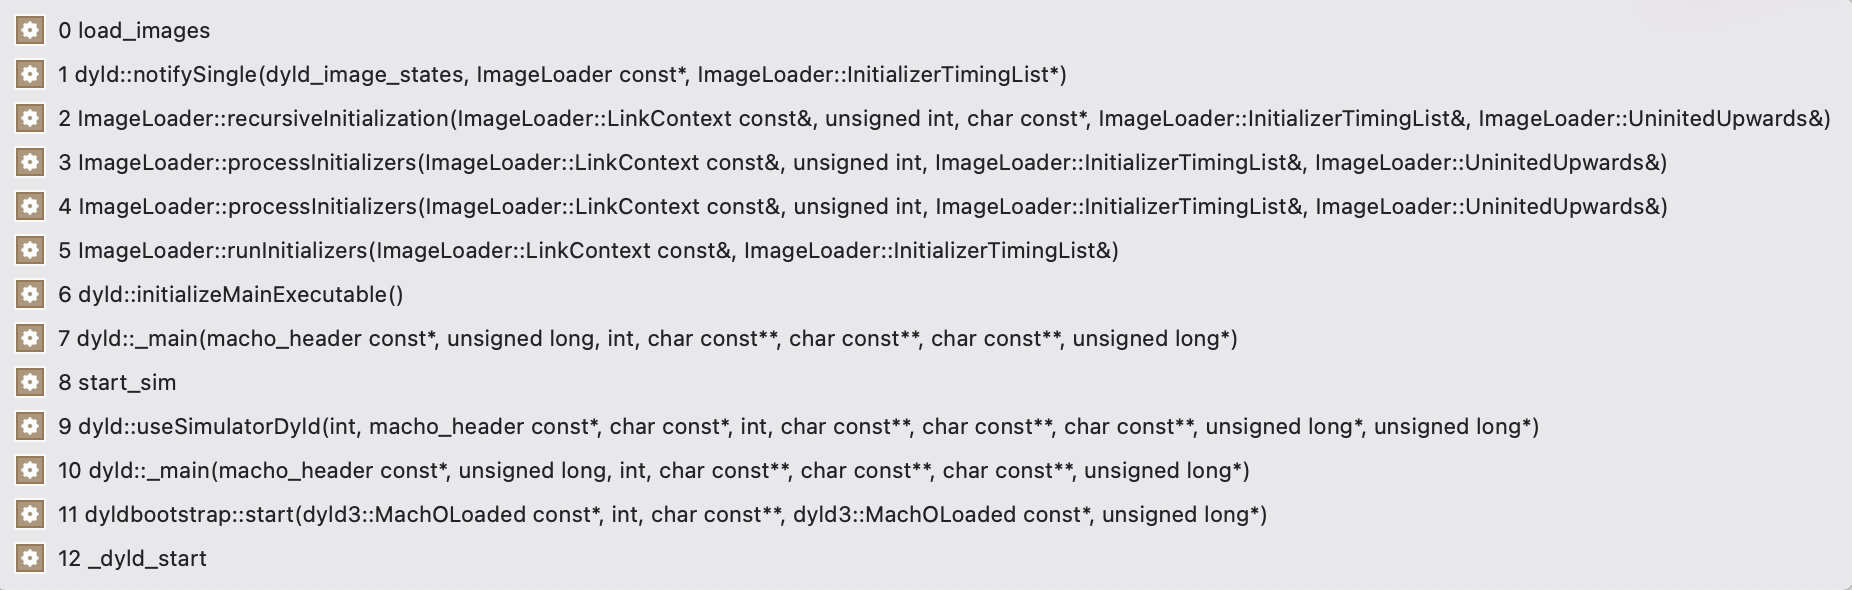 0 load_images
1 dyld::notifySingle(dyld_image_states, ImageLoader const*, ImageLoader::InitializerTimingList*)
2 ImageLoader::recursiveInitialization(ImageLoader::LinkContext const&, unsigned int, char const*, ImageLoader::InitializerTimingList&, ImageLoader::UninitedUpwards&)
3 ImageLoader::processInitializers(ImageLoader::LinkContext const&, unsigned int, ImageLoader::InitializerTimingList&, ImageLoader::UninitedUpwards&)
4 ImageLoader::processInitializers(ImageLoader::LinkContext const&, unsigned int, ImageLoader::InitializerTimingList&, ImageLoader::UninitedUpwards&)
5 ImageLoader::runInitializers(ImageLoader::LinkContext const&, ImageLoader::InitializerTimingList&)
6 dyld::initializeMainExecutable()
7 dyld::_main(macho_header const*, unsigned long, int, char const**, char const**, char const**, unsigned long*)
8 start_sim
9 dyld::useSimulatorDyld(int, macho_header const*, char const*, int, char const**, char const**, char const**, unsigned long*, unsigned long*)
10 dyld::_main(macho_header const*, unsigned long, int, char const**, char const**, char const**, unsigned long*)
11 dyldbootstrap::start(dyld3::MachOLoaded const*, int, char const**, dyld3::MachOLoaded const*, unsigned long*)
12 _dyld_start